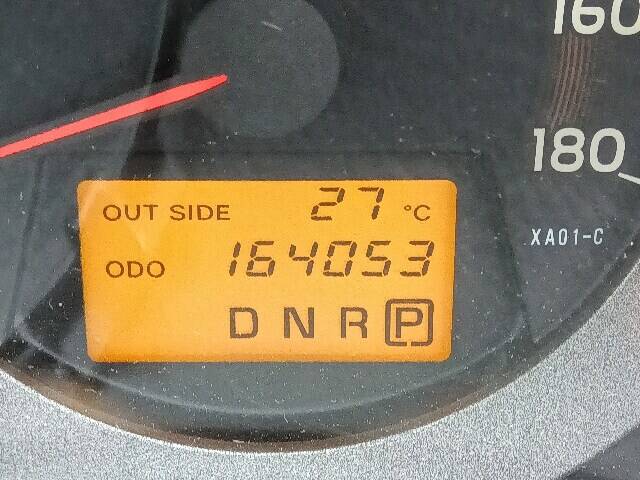 160
180
OUT SIDE 27 °C
XA01-C
ODO 164053
D N R P